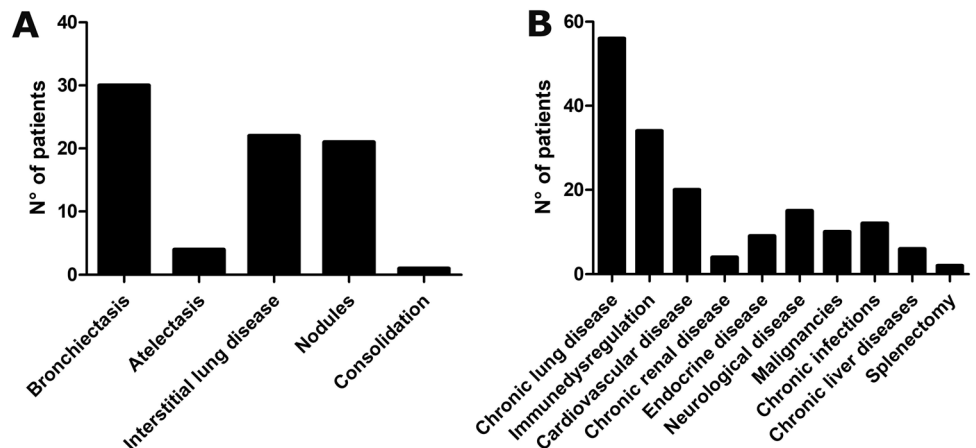 A
N° of patients
40
30
20
10
0
Bronchiectasis
Atelectasis
Interstitial lung disease
Nodules
Consolidation
B
N° of patients
60
40
20
0
Chronic lung disease
Immunedysregulation
Cardiovascular disease
Chronic renal disease
Endocrine disease
Neurological disease
Malignancies
Chronic infections
Chronic liver diseases
Splenectomy